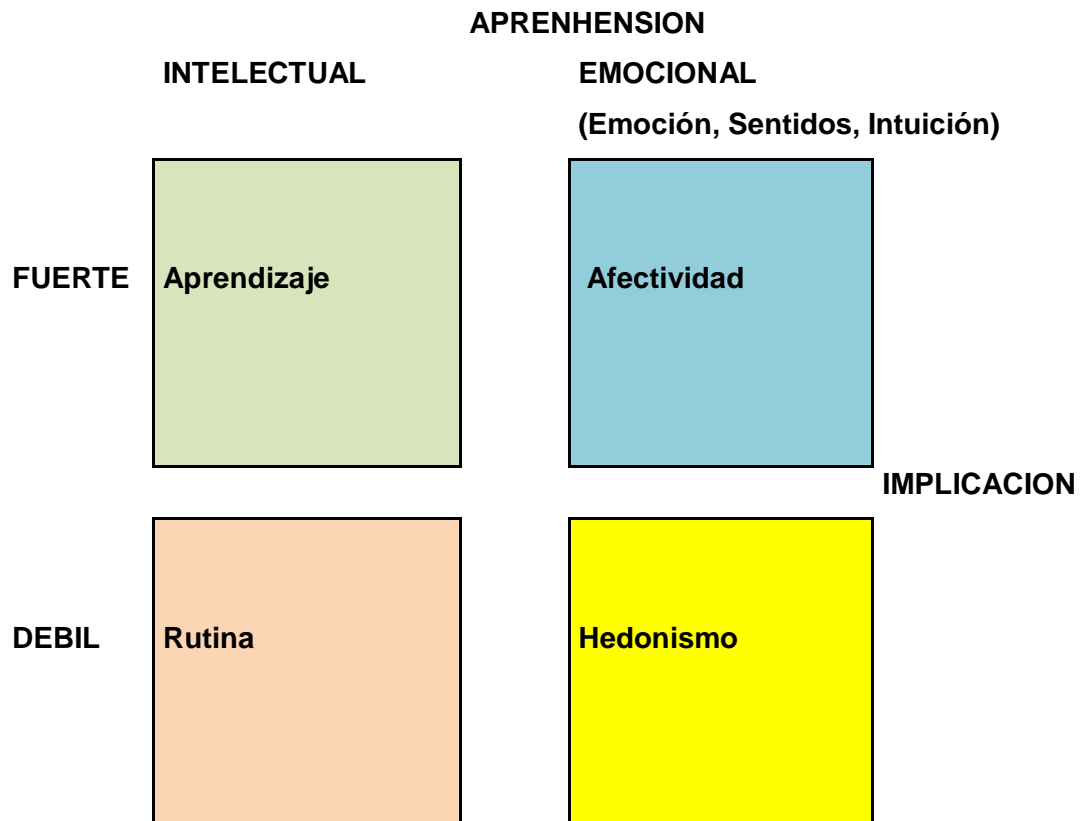 APRENHENSION
INTELECTUAL EMOCIONAL
(Emoción, Sentidos, Intuición)
FUERTE Aprendizaje Afectividad
IMPLICACION
DEBIL Rutina Hedonismo